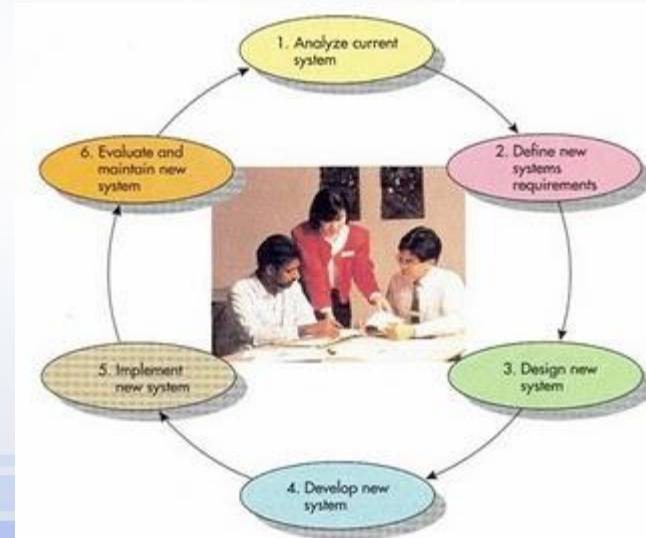 1. Analyze current
system
2. Define new
systems
requirements
3. Design new
system
4. Develop new
system
5. Implement
new system
6. Evaluate and
maintain new
system